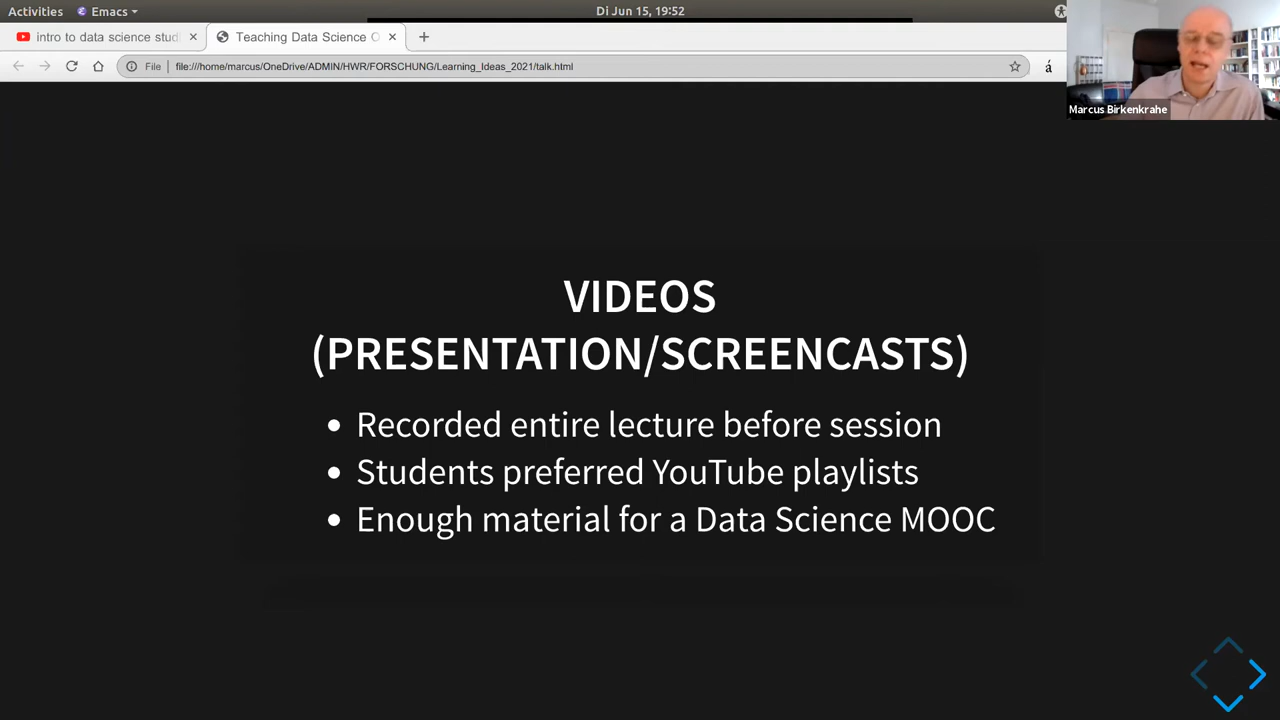 Activities
Emacs
Di Jun 15, 19:52
intro to data science stud
Teaching Data Science O
File
file:///home/marcus/OneDrive/ADMIN/HWR/FORSCHUNG/Learning_Ideas_2021/talk.html
á
Marcus Birkenkrahe
VIDEOS
(PRESENTATION/SCREENCASTS)
• Recorded entire lecture before session
• Students preferred YouTube playlists
• Enough material for a Data Science MOOC